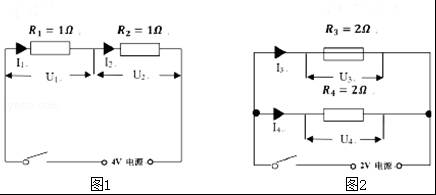 R₁ = 1Ω R₂ = 1Ω
I₁ I₂
U₁ U₂
4V 电源
图1
R₃ = 2Ω
I₃ U₃
R₄ = 2Ω
I₄ U₄
2V 电源
图2